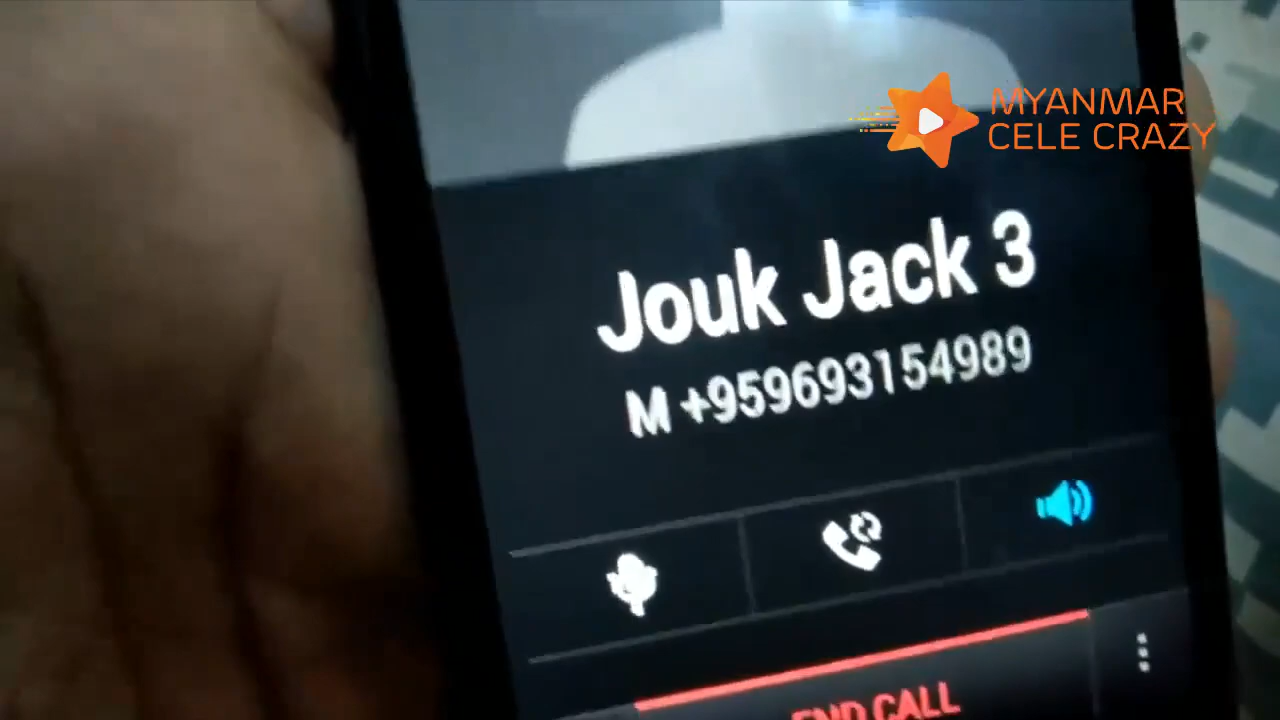 MYANMAR
CELE CRAZY
Jouk Jack 3
M +959693154989
END CALL